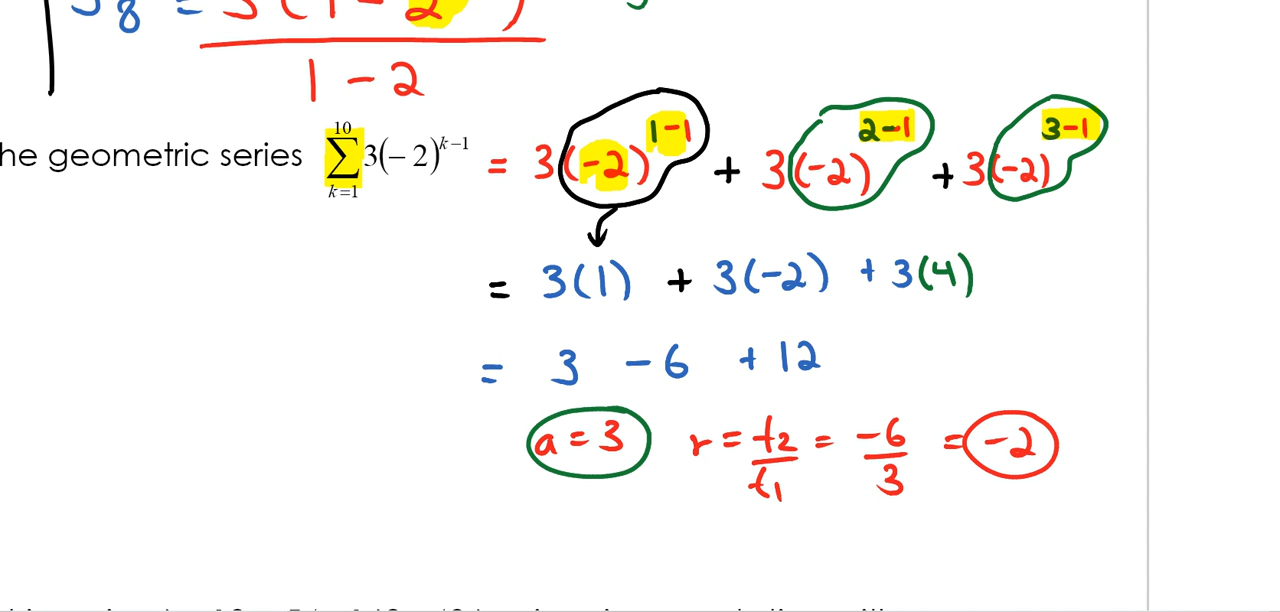 1 - 2
he geometric series 10 ∑ k=1 3(-2)^{k-1} = 3(-2)^{1-1} + 3(-2)^{2-1} + 3(-2)^{3-1}
= 3(1) + 3(-2) + 3(4)
= 3 - 6 + 12
a = 3 r = t2/t1 = -6/3 = -2